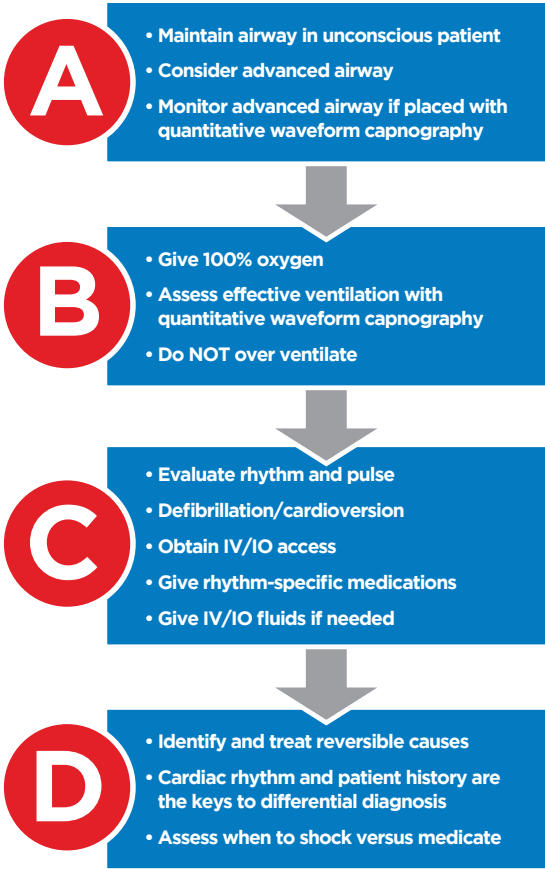 A
• Maintain airway in unconscious patient
• Consider advanced airway
• Monitor advanced airway if placed with
quantitative waveform capnography
B
• Give 100% oxygen
• Assess effective ventilation with
quantitative waveform capnography
• Do NOT over ventilate
C
• Evaluate rhythm and pulse
• Defibrillation/cardioversion
• Obtain IV/IO access
• Give rhythm-specific medications
• Give IV/IO fluids if needed
D
• Identify and treat reversible causes
• Cardiac rhythm and patient history are
the keys to differential diagnosis
• Assess when to shock versus medicate